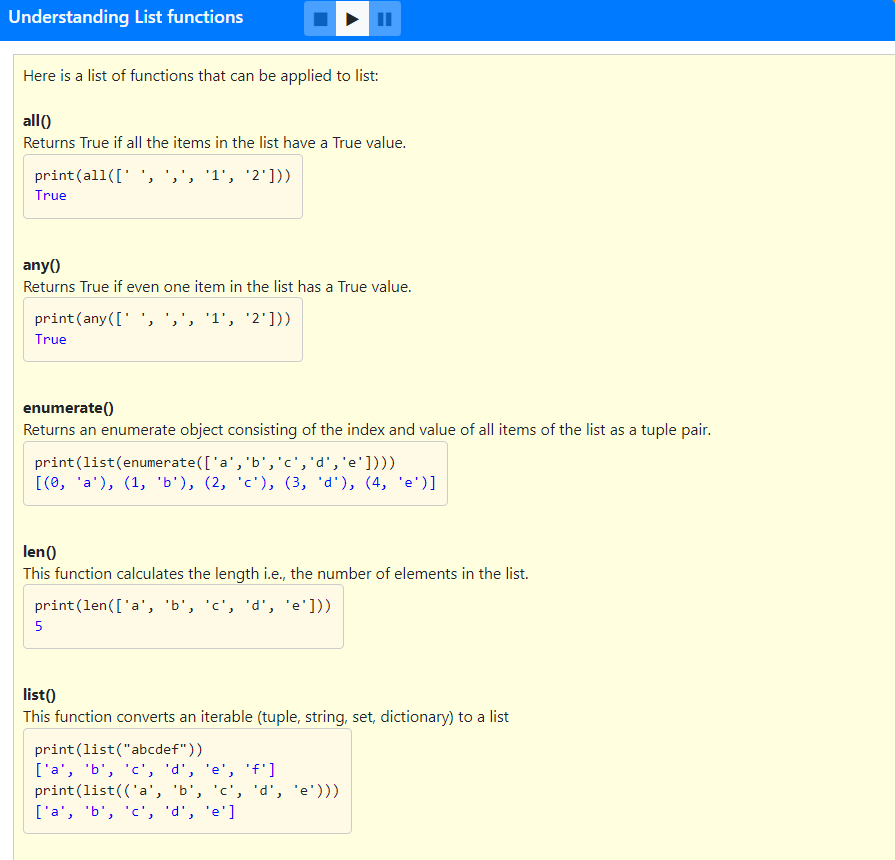 Understanding List functions
Here is a list of functions that can be applied to list:
all()
Returns True if all the items in the list have a True value.
print(all([' ', ',', '1', '2']))
True
any()
Returns True if even one item in the list has a True value.
print(any([' ', ',', '1', '2']))
True
enumerate()
Returns an enumerate object consisting of the index and value of all items of the list as a tuple pair.
print(list(enumerate(['a','b','c','d','e'])))
[(0, 'a'), (1, 'b'), (2, 'c'), (3, 'd'), (4, 'e')]
len()
This function calculates the length i.e., the number of elements in the list.
print(len(['a', 'b', 'c', 'd', 'e']))
5
list()
This function converts an iterable (tuple, string, set, dictionary) to a list
print(list("abcdef"))
['a', 'b', 'c', 'd', 'e', 'f']
print(list(('a', 'b', 'c', 'd', 'e')))
['a', 'b', 'c', 'd', 'e']